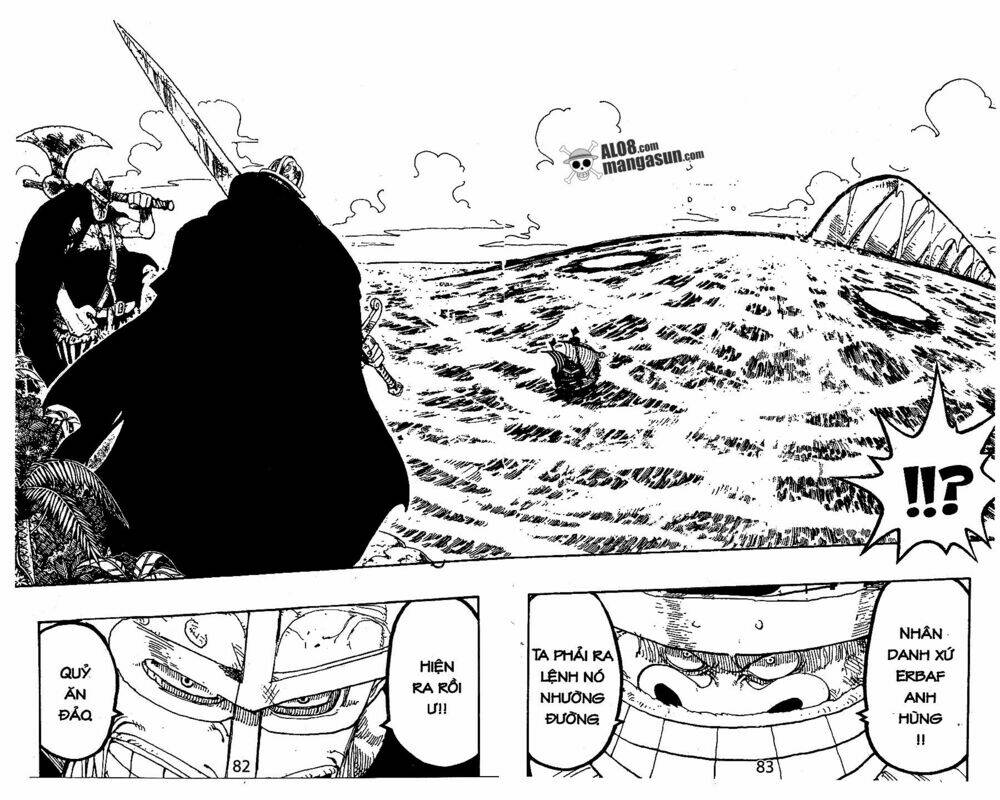 ALO8.com
mangasun.com
!!!?
HIỆN
RA RỒI
Ư!!
QUỶ
ĂN
ĐẢO
82
NHÂN
DANH XỨ
ERBAF
ANH
HÙNG
!!
TA PHẢI RA
LỆNH NÓ
NHƯỜNG
ĐƯỜNG
83